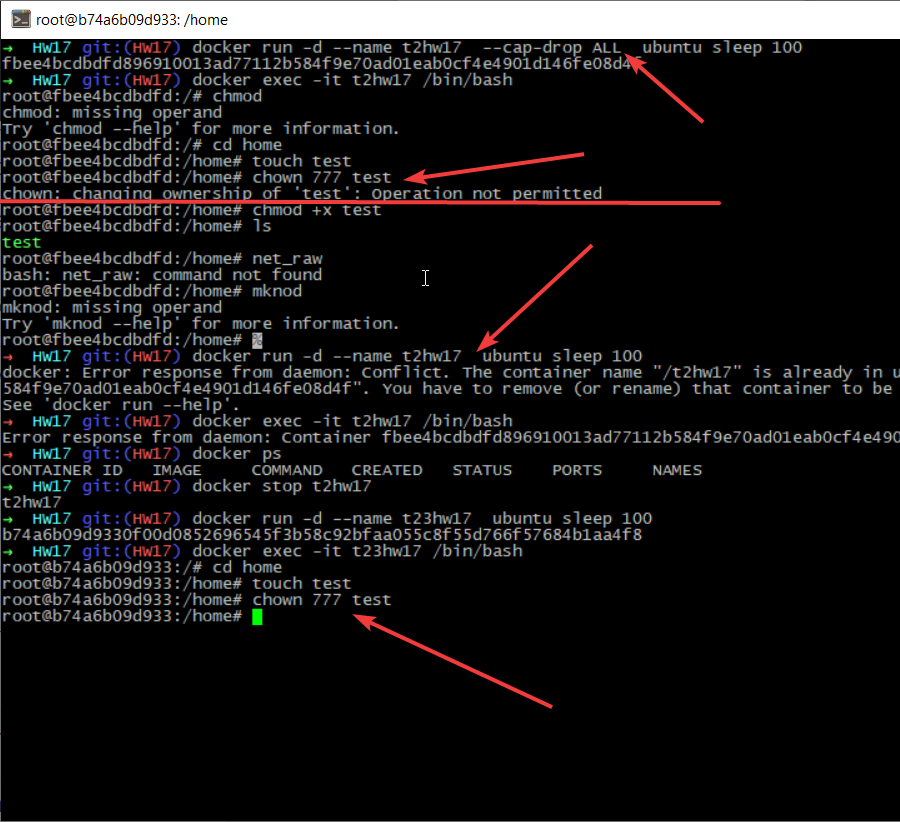 root@b74a6b09d933: /home
→ HW17 git:(HW17) docker run -d --name t2hw17  --cap-drop ALL  ubuntu sleep 100
fbee4bcdbdfd896910013ad77112b584f9e70ad01eab0cf4e4901d146fe08d4f
→ HW17 git:(HW17) docker exec -it t2hw17 /bin/bash
root@fbee4bcdbdfd:/# chmod
chmod: missing operand
Try 'chmod --help' for more information.
root@fbee4bcdbdfd:/# cd home
root@fbee4bcdbdfd:/home# touch test
root@fbee4bcdbdfd:/home# chown 777 test
chown: changing ownership of 'test': Operation not permitted
root@fbee4bcdbdfd:/home# chmod +x test
root@fbee4bcdbdfd:/home# ls
test
root@fbee4bcdbdfd:/home# net_raw
bash: net_raw: command not found
root@fbee4bcdbdfd:/home# mknod
mknod: missing operand
Try 'mknod --help' for more information.
root@fbee4bcdbdfd:/home# %
→ HW17 git:(HW17) docker run -d --name t2hw17  ubuntu sleep 100
docker: Error response from daemon: Conflict. The container name "/t2hw17" is already in u
584f9e70ad01eab0cf4e4901d146fe08d4f". You have to remove (or rename) that container to be
See 'docker run --help'.
→ HW17 git:(HW17) docker exec -it t2hw17 /bin/bash
Error response from daemon: Container fbee4bcdbdfd896910013ad77112b584f9e70ad01eab0cf4e490
→ HW17 git:(HW17) docker ps
CONTAINER ID   IMAGE     COMMAND   CREATED   STATUS    PORTS     NAMES
→ HW17 git:(HW17) docker stop t2hw17
t2hw17
→ HW17 git:(HW17) docker run -d --name t23hw17  ubuntu sleep 100
b74a6b09d9330f00d0852696545f3b58c92bfaa055c8f55d766f57684b1aa4f8
→ HW17 git:(HW17) docker exec -it t23hw17 /bin/bash
root@b74a6b09d933:/# cd home
root@b74a6b09d933:/home# touch test
root@b74a6b09d933:/home# chown 777 test
root@b74a6b09d933:/home#